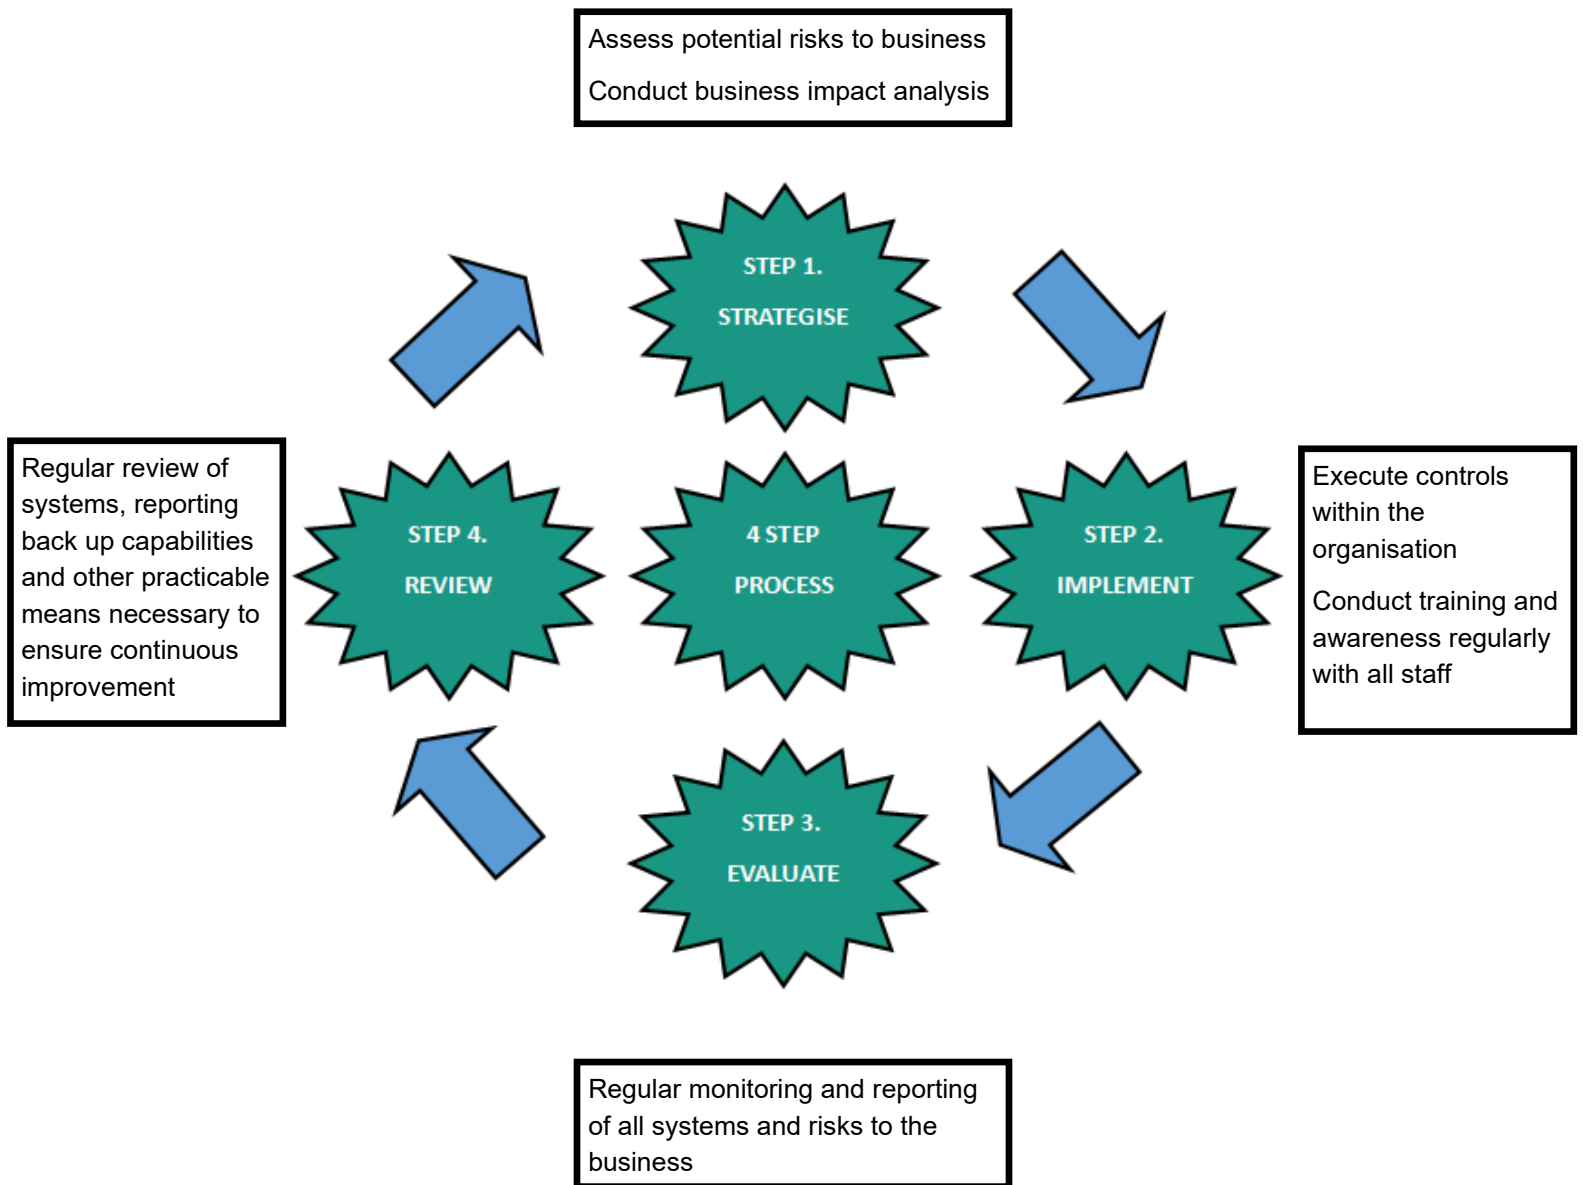 Assess potential risks to business
Conduct business impact analysis
STEP 1.
STRATEGISE
Regular review of
systems, reporting
back up capabilities
and other practicable
means necessary to
ensure continuous
improvement
STEP 4.
REVIEW
4 STEP
PROCESS
STEP 2.
IMPLEMENT
Execute controls
within the
organisation
Conduct training and
awareness regularly
with all staff
STEP 3.
EVALUATE
Regular monitoring and reporting
of all systems and risks to the
business